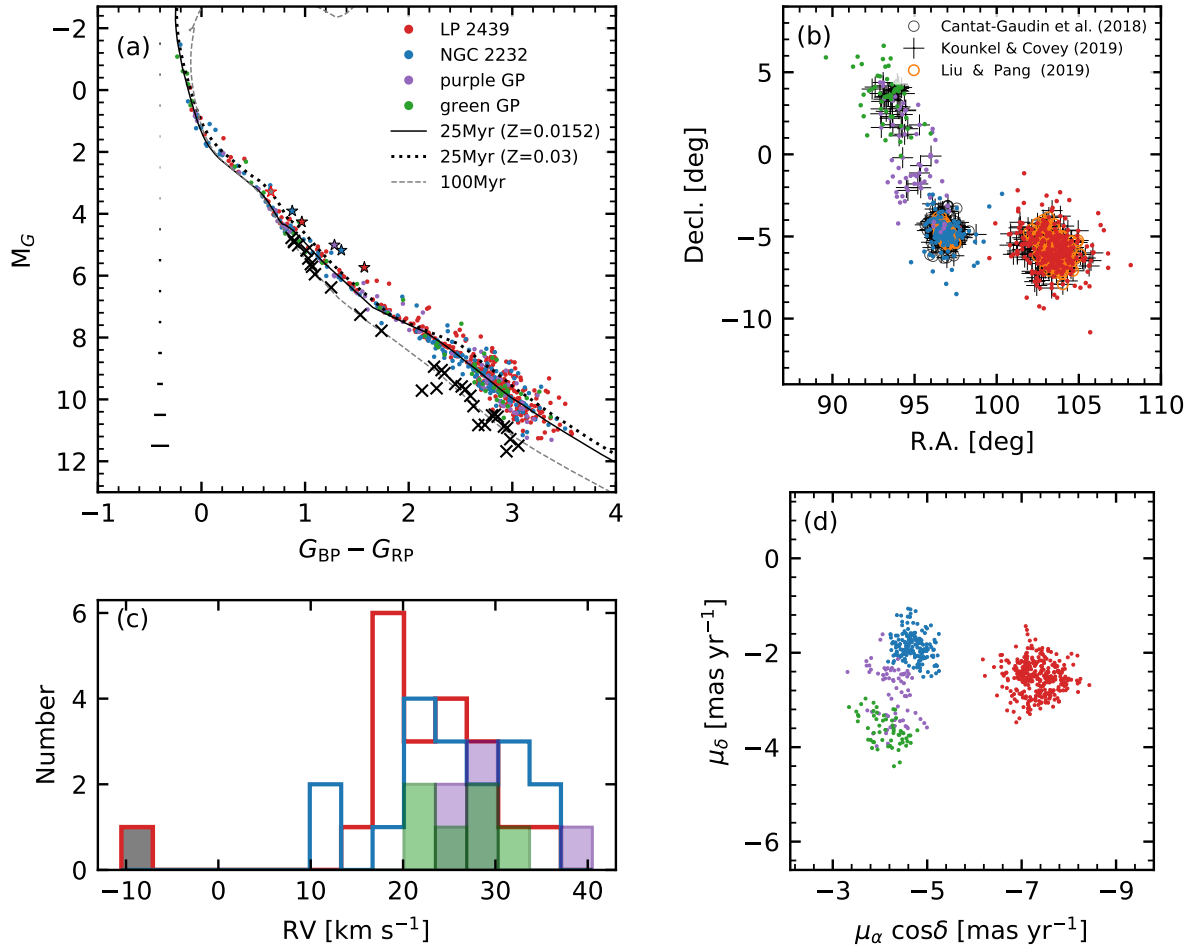 (a)
LP 2439
NGC 2232
purple GP
green GP
25Myr (Z=0.0152)
25Myr (Z=0.03)
100Myr
−2
0
2
4
6
8
10
12
M_G
−1
0
1
2
3
4
G_BP − G_RP
(b)
Cantat-Gaudin et al. (2018)
Kounkel & Covey (2019)
Liu & Pang (2019)
10
5
0
−5
−10
Decl. [deg]
90
95
100
105
110
R.A. [deg]
(c)
6
4
2
0
Number
−10
0
10
20
30
40
RV [km s⁻¹]
(d)
0
−2
−4
−6
μ_δ [mas yr⁻¹]
−3
−5
−7
−9
μ_α cosδ [mas yr⁻¹]